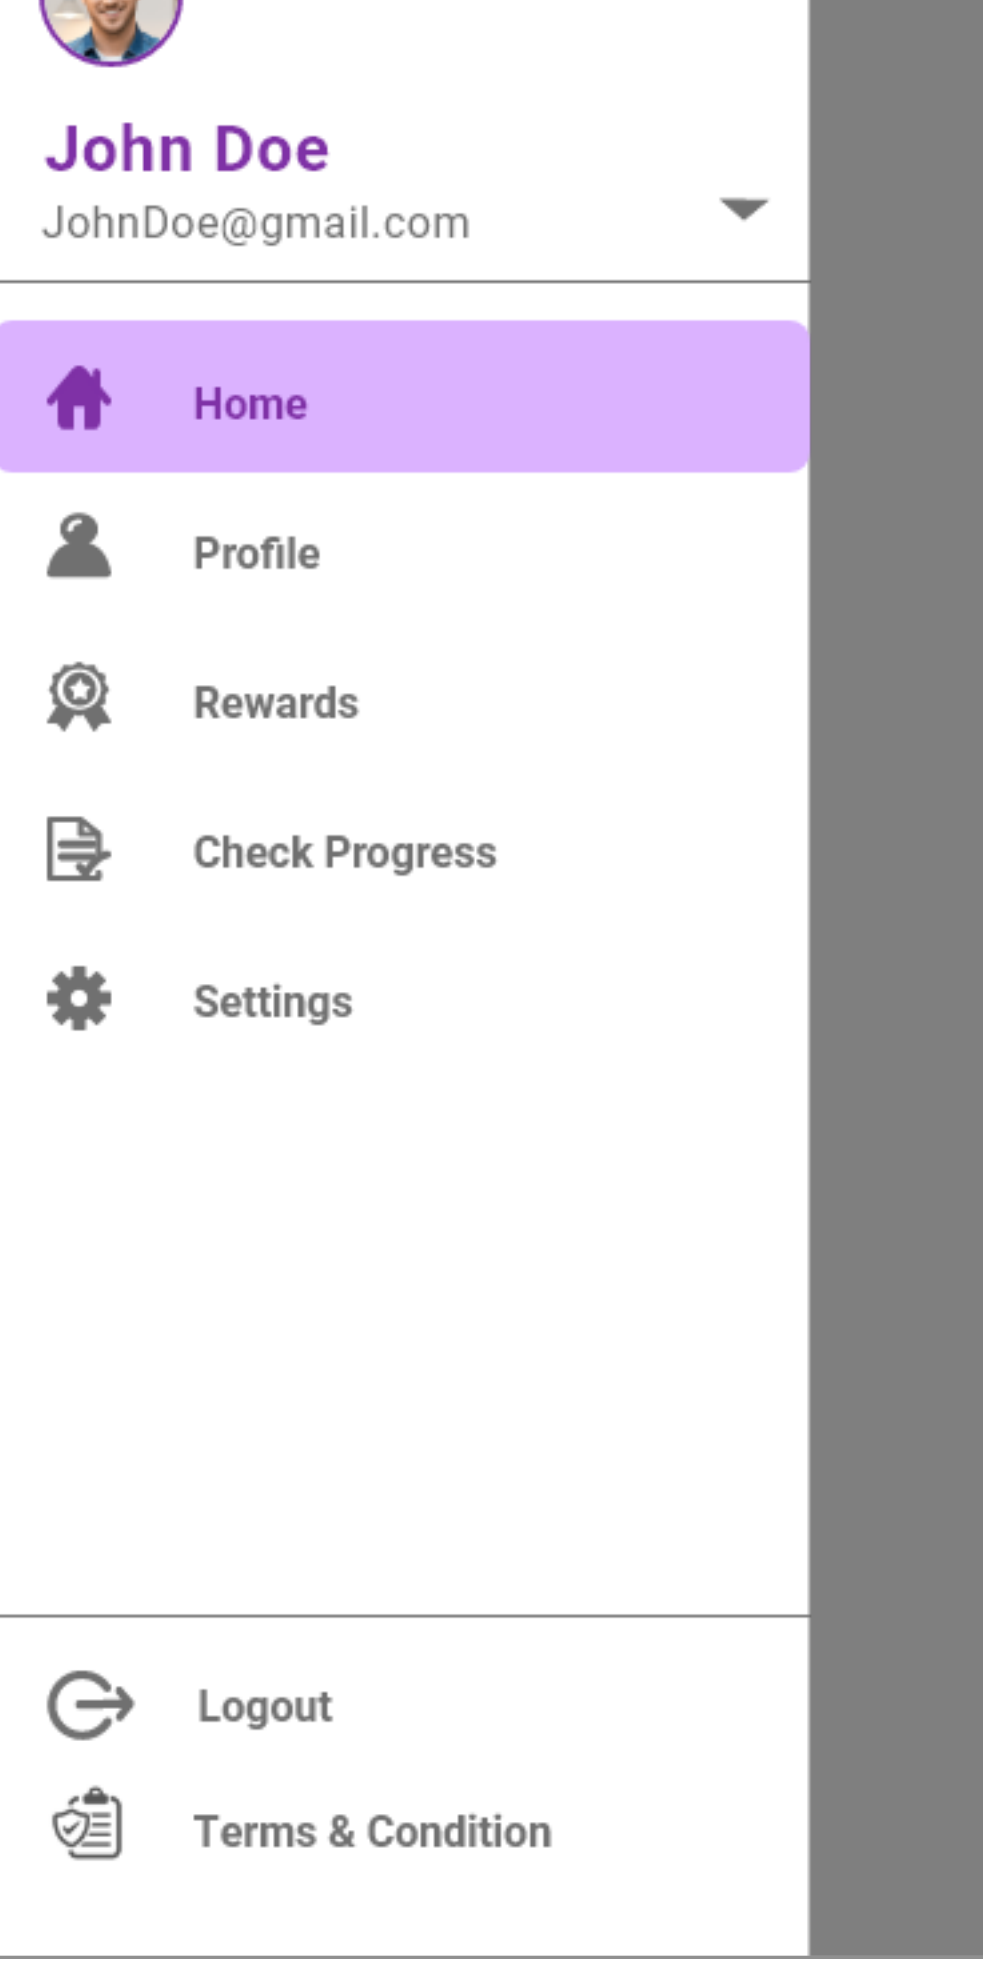 John Doe
JohnDoe@gmail.com
Home
Profile
Rewards
Check Progress
Settings
Logout
Terms & Condition